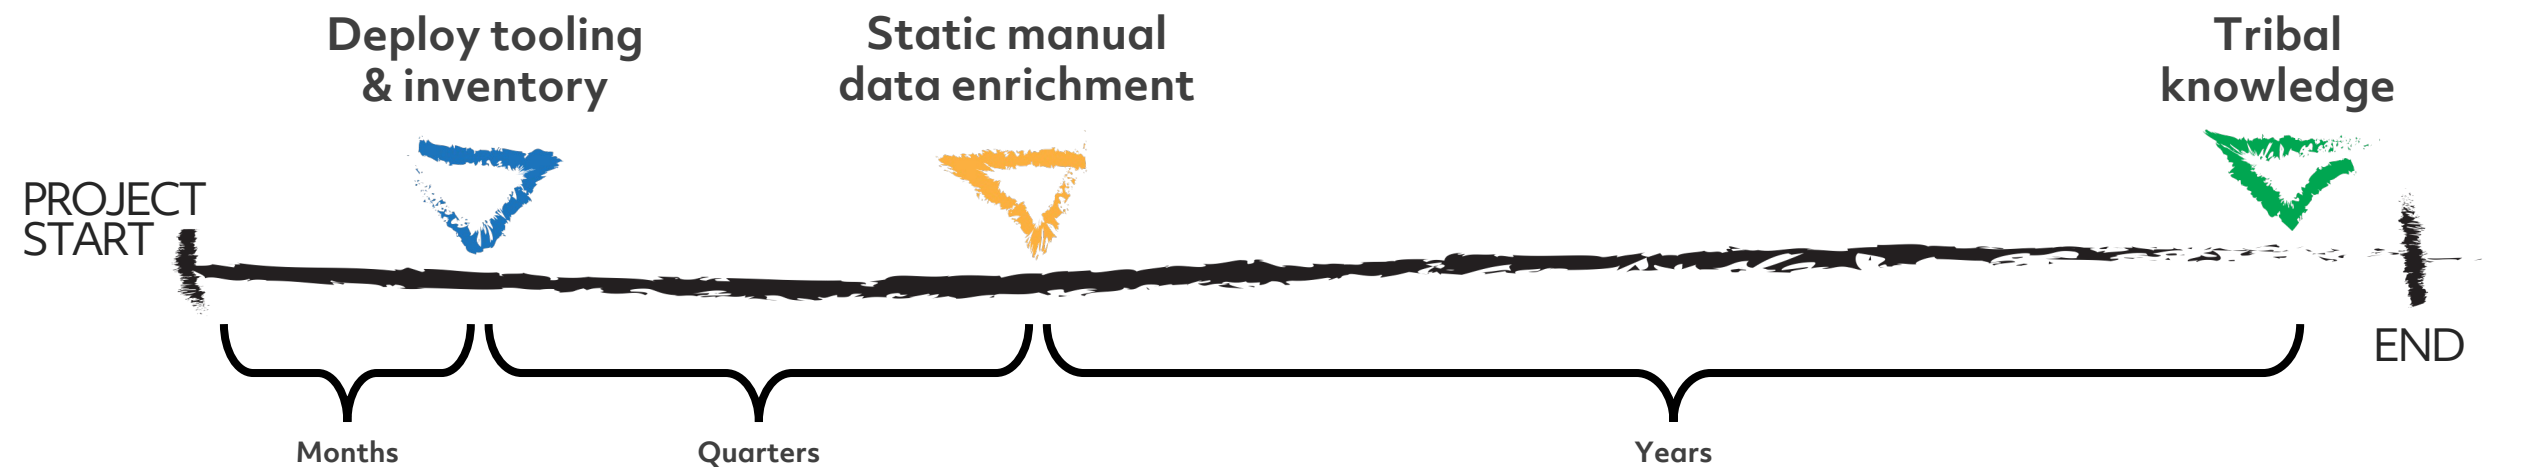 Deploy tooling
& inventory
Static manual
data enrichment
Tribal
knowledge
PROJECT
START
END
Months
Quarters
Years